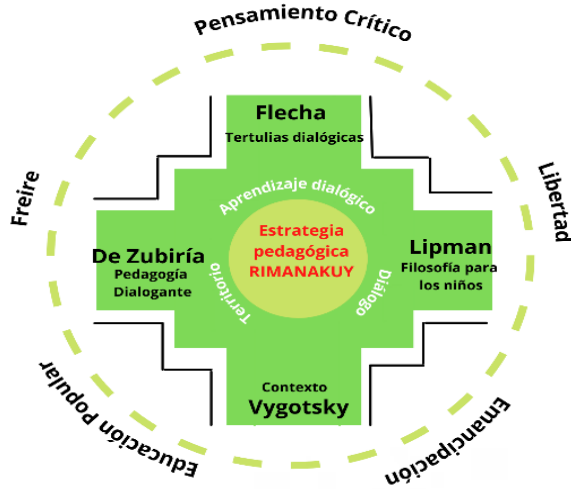 Pensamiento Crítico
Flecha
Tertulias dialógicas
Freire
Libertad
Aprendizaje dialógico
Estrategia
pedagógica
RIMANAKUY
De Zubiría
Pedagogía
Dialogante
Lipman
Filosofía para
los niños
Territorio
Diálogo
Contexto
Vygotsky
Educación Popular
Emancipación